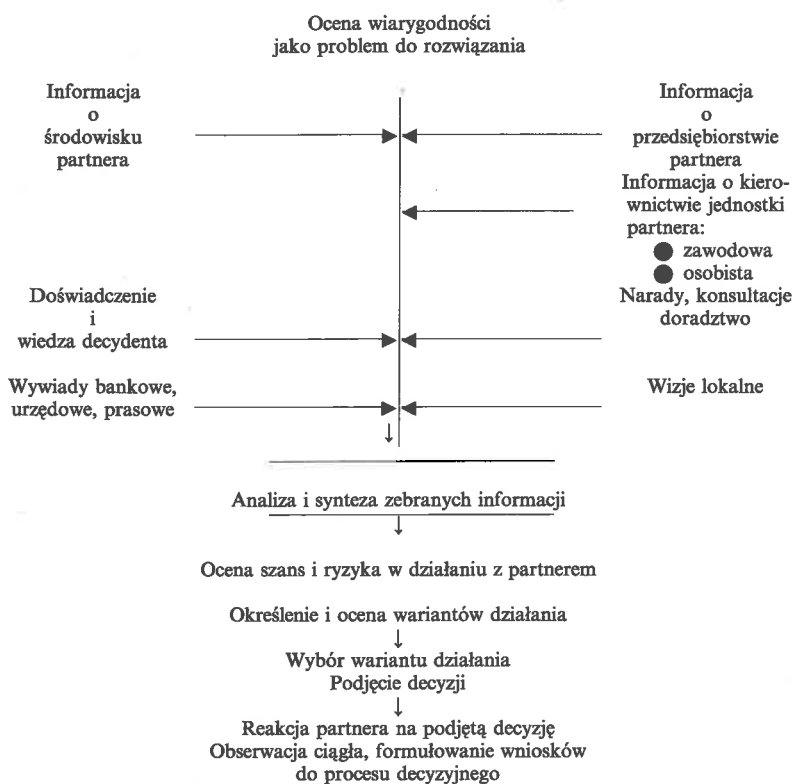 Ocena wiarygodności
jako problem do rozwiązania
Informacja
o
środowisku
partnera
Informacja
o
przedsiębiorstwie
partnera
Informacja o kiero-
wnictwie jednostki
partnera:
● zawodowa
● osobista
Doświadczenie
i
wiedza decydenta
Narady, konsultacje
doradztwo
Wywiady bankowe,
urzędowe, prasowe
Wizje lokalne
Analiza i synteza zebranych informacji
Ocena szans i ryzyka w działaniu z partnerem
Określenie i ocena wariantów działania
Wybór wariantu działania
Podjęcie decyzji
Reakcja partnera na podjętą decyzję
Obserwacja ciągła, formułowanie wniosków
do procesu decyzyjnego